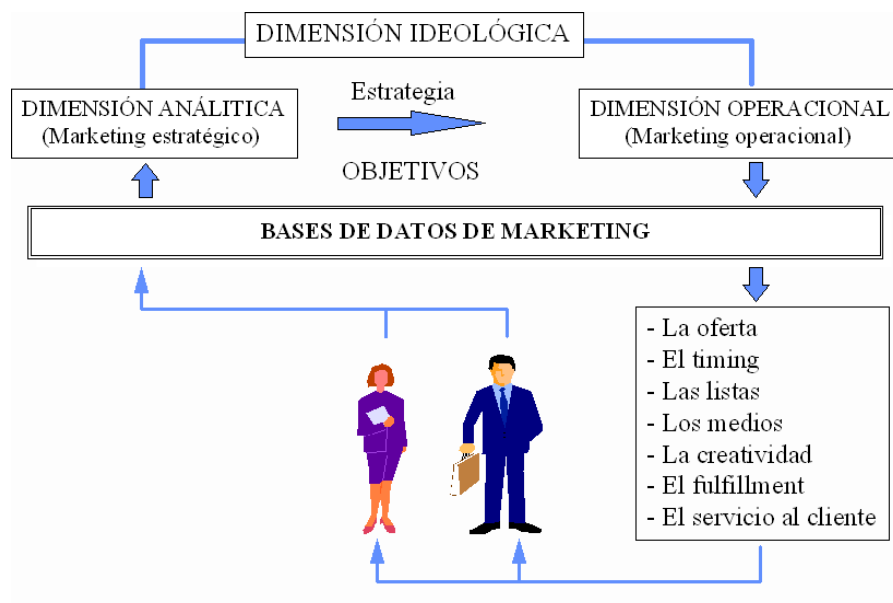 DIMENSIÓN IDEOLÓGICA
DIMENSIÓN ANÁLITICA
(Marketing estratégico)
Estrategia
OBJETIVOS
DIMENSIÓN OPERACIONAL
(Marketing operacional)
BASES DE DATOS DE MARKETING
- La oferta
- El timing
- Las listas
- Los medios
- La creatividad
- El fulfillment
- El servicio al cliente